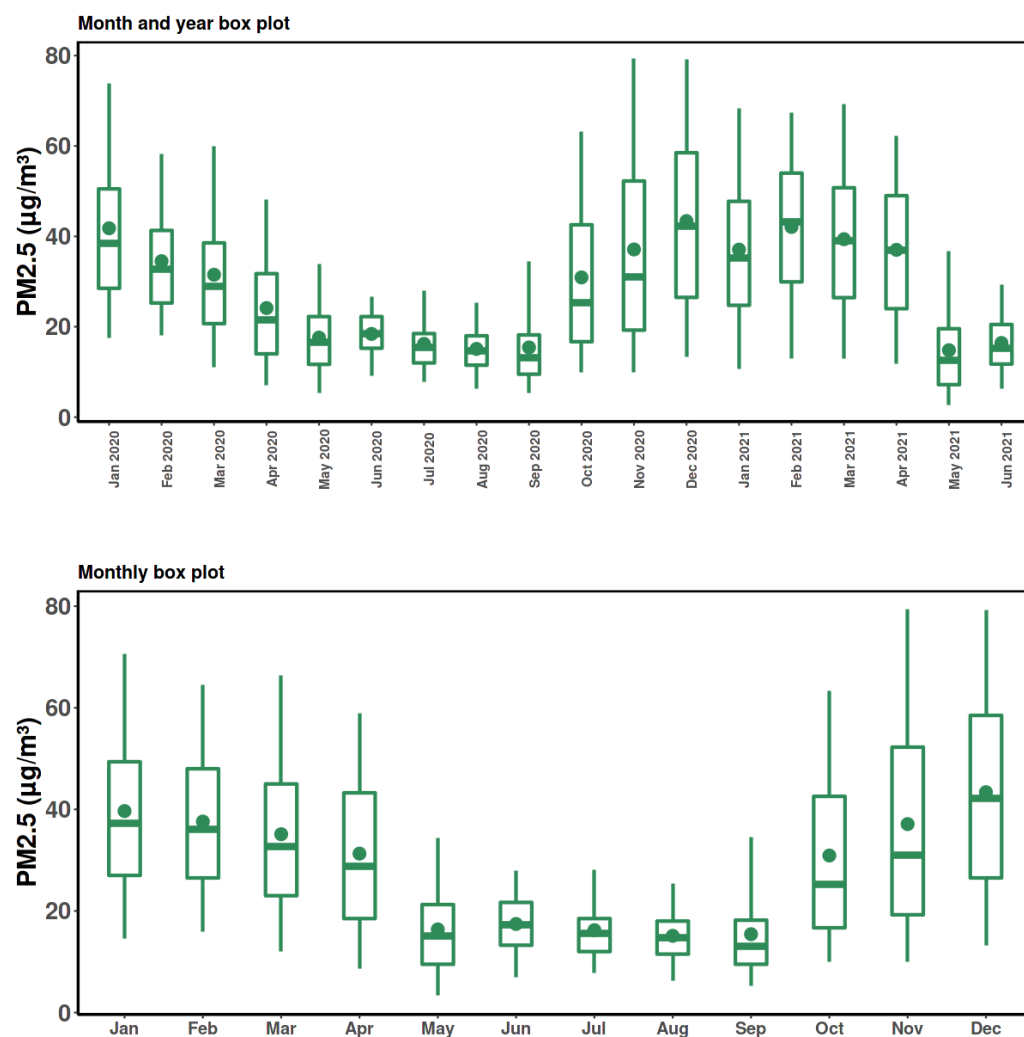 Month and year box plot
80
60
40
20
0
PM2.5 (µg/m³)
Jan 2020
Feb 2020
Mar 2020
Apr 2020
May 2020
Jun 2020
Jul 2020
Aug 2020
Sep 2020
Oct 2020
Nov 2020
Dec 2020
Jan 2021
Feb 2021
Mar 2021
Apr 2021
May 2021
Jun 2021
Monthly box plot
80
60
40
20
0
PM2.5 (µg/m³)
Jan Feb Mar Apr May Jun Jul Aug Sep Oct Nov Dec